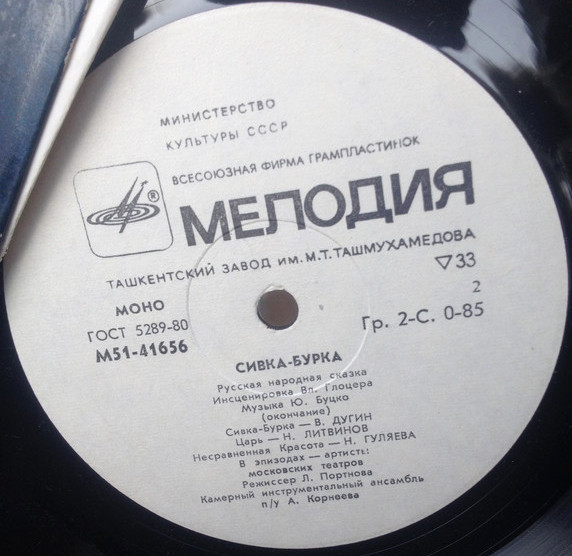 МИНИСТЕРСТВО
КУЛЬТУРЫ СССР
ВСЕСОЮЗНАЯ ФИРМА ГРАМПЛАСТИНОК
® МЕЛОДИЯ
ТАШКЕНТСКИЙ ЗАВОД ИМ. М.Т. ТАШМУХАМЕДОВА
МОНО
ГОСТ 5289-80
М51-41656
▽33
2
Гр. 2-С. 0-85
СИВКА-БУРКА
Русская народная сказка
Инсценировка Вл. Глоцера
Музыка Ю. Буцко
(окончание)
Сивка-Бурка — В. ДУГИН
Царь — Н. ЛИТВИНОВ
Несравненная Красота — Н. ГУЛЯЕВА
В эпизодах — артисты
московских театров
Режиссер Л. Портнова
Камерный инструментальный ансамбль
п/у А. Корнеева